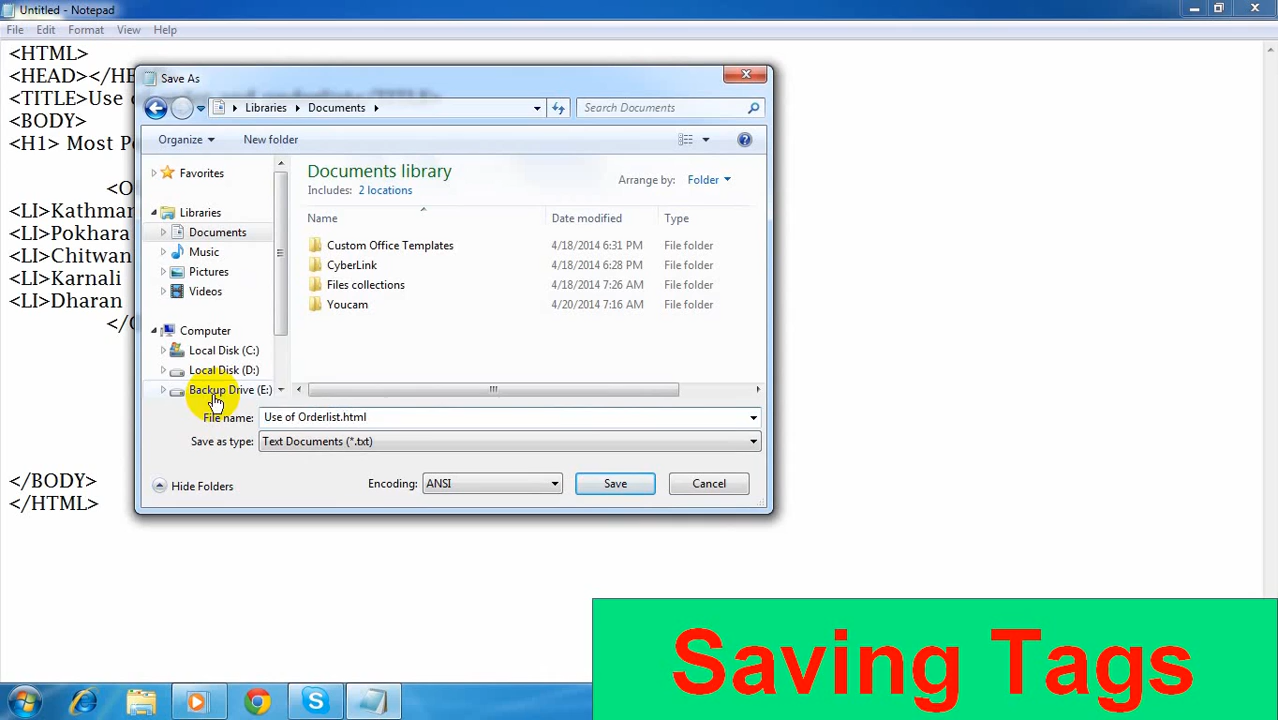 Untitled - Notepad
File Edit Format View Help
<HTML>
<HEAD></HE
<TITLE>Use
<BODY>
<H1> Most Po
<O
<LI>Kathman
<LI>Pokhara
<LI>Chitwan
<LI>Karnali
<LI>Dharan
</O
</BODY>
</HTML>
Save As
Libraries Documents
Search Documents
Organize New folder
Favorites
Libraries
Documents
Music
Pictures
Videos
Computer
Local Disk (C:)
Local Disk (D:)
Backup Drive (E:)
Documents library
Includes: 2 locations
Arrange by: Folder
Name Date modified Type
Custom Office Templates 4/18/2014 6:31 PM File folder
CyberLink 4/18/2014 6:28 PM File folder
Files collections 4/18/2014 7:26 AM File folder
Youcam 4/20/2014 7:16 AM File folder
File name: Use of Orderlist.html
Save as type: Text Documents (*.txt)
Hide Folders Encoding: ANSI Save Cancel
Saving Tags